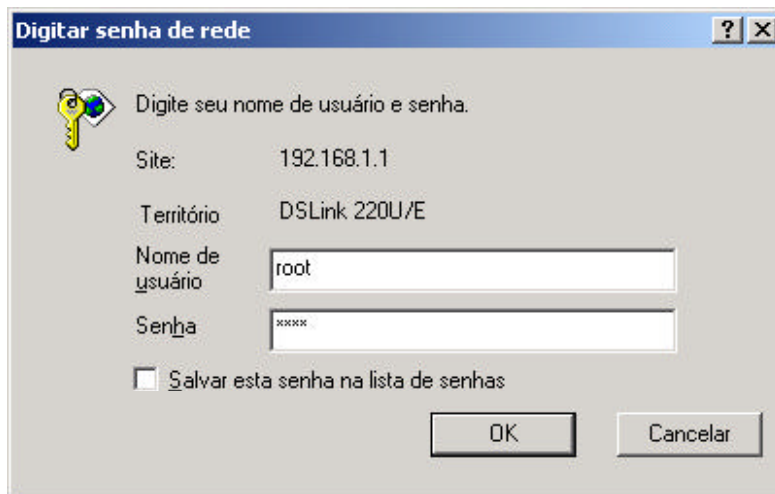 Digitar senha de rede
Digite seu nome de usuário e senha.
Site: 192.168.1.1
Território DSLink 220U/E
Nome de
usuário root
Senha ****
Salvar esta senha na lista de senhas
OK Cancelar